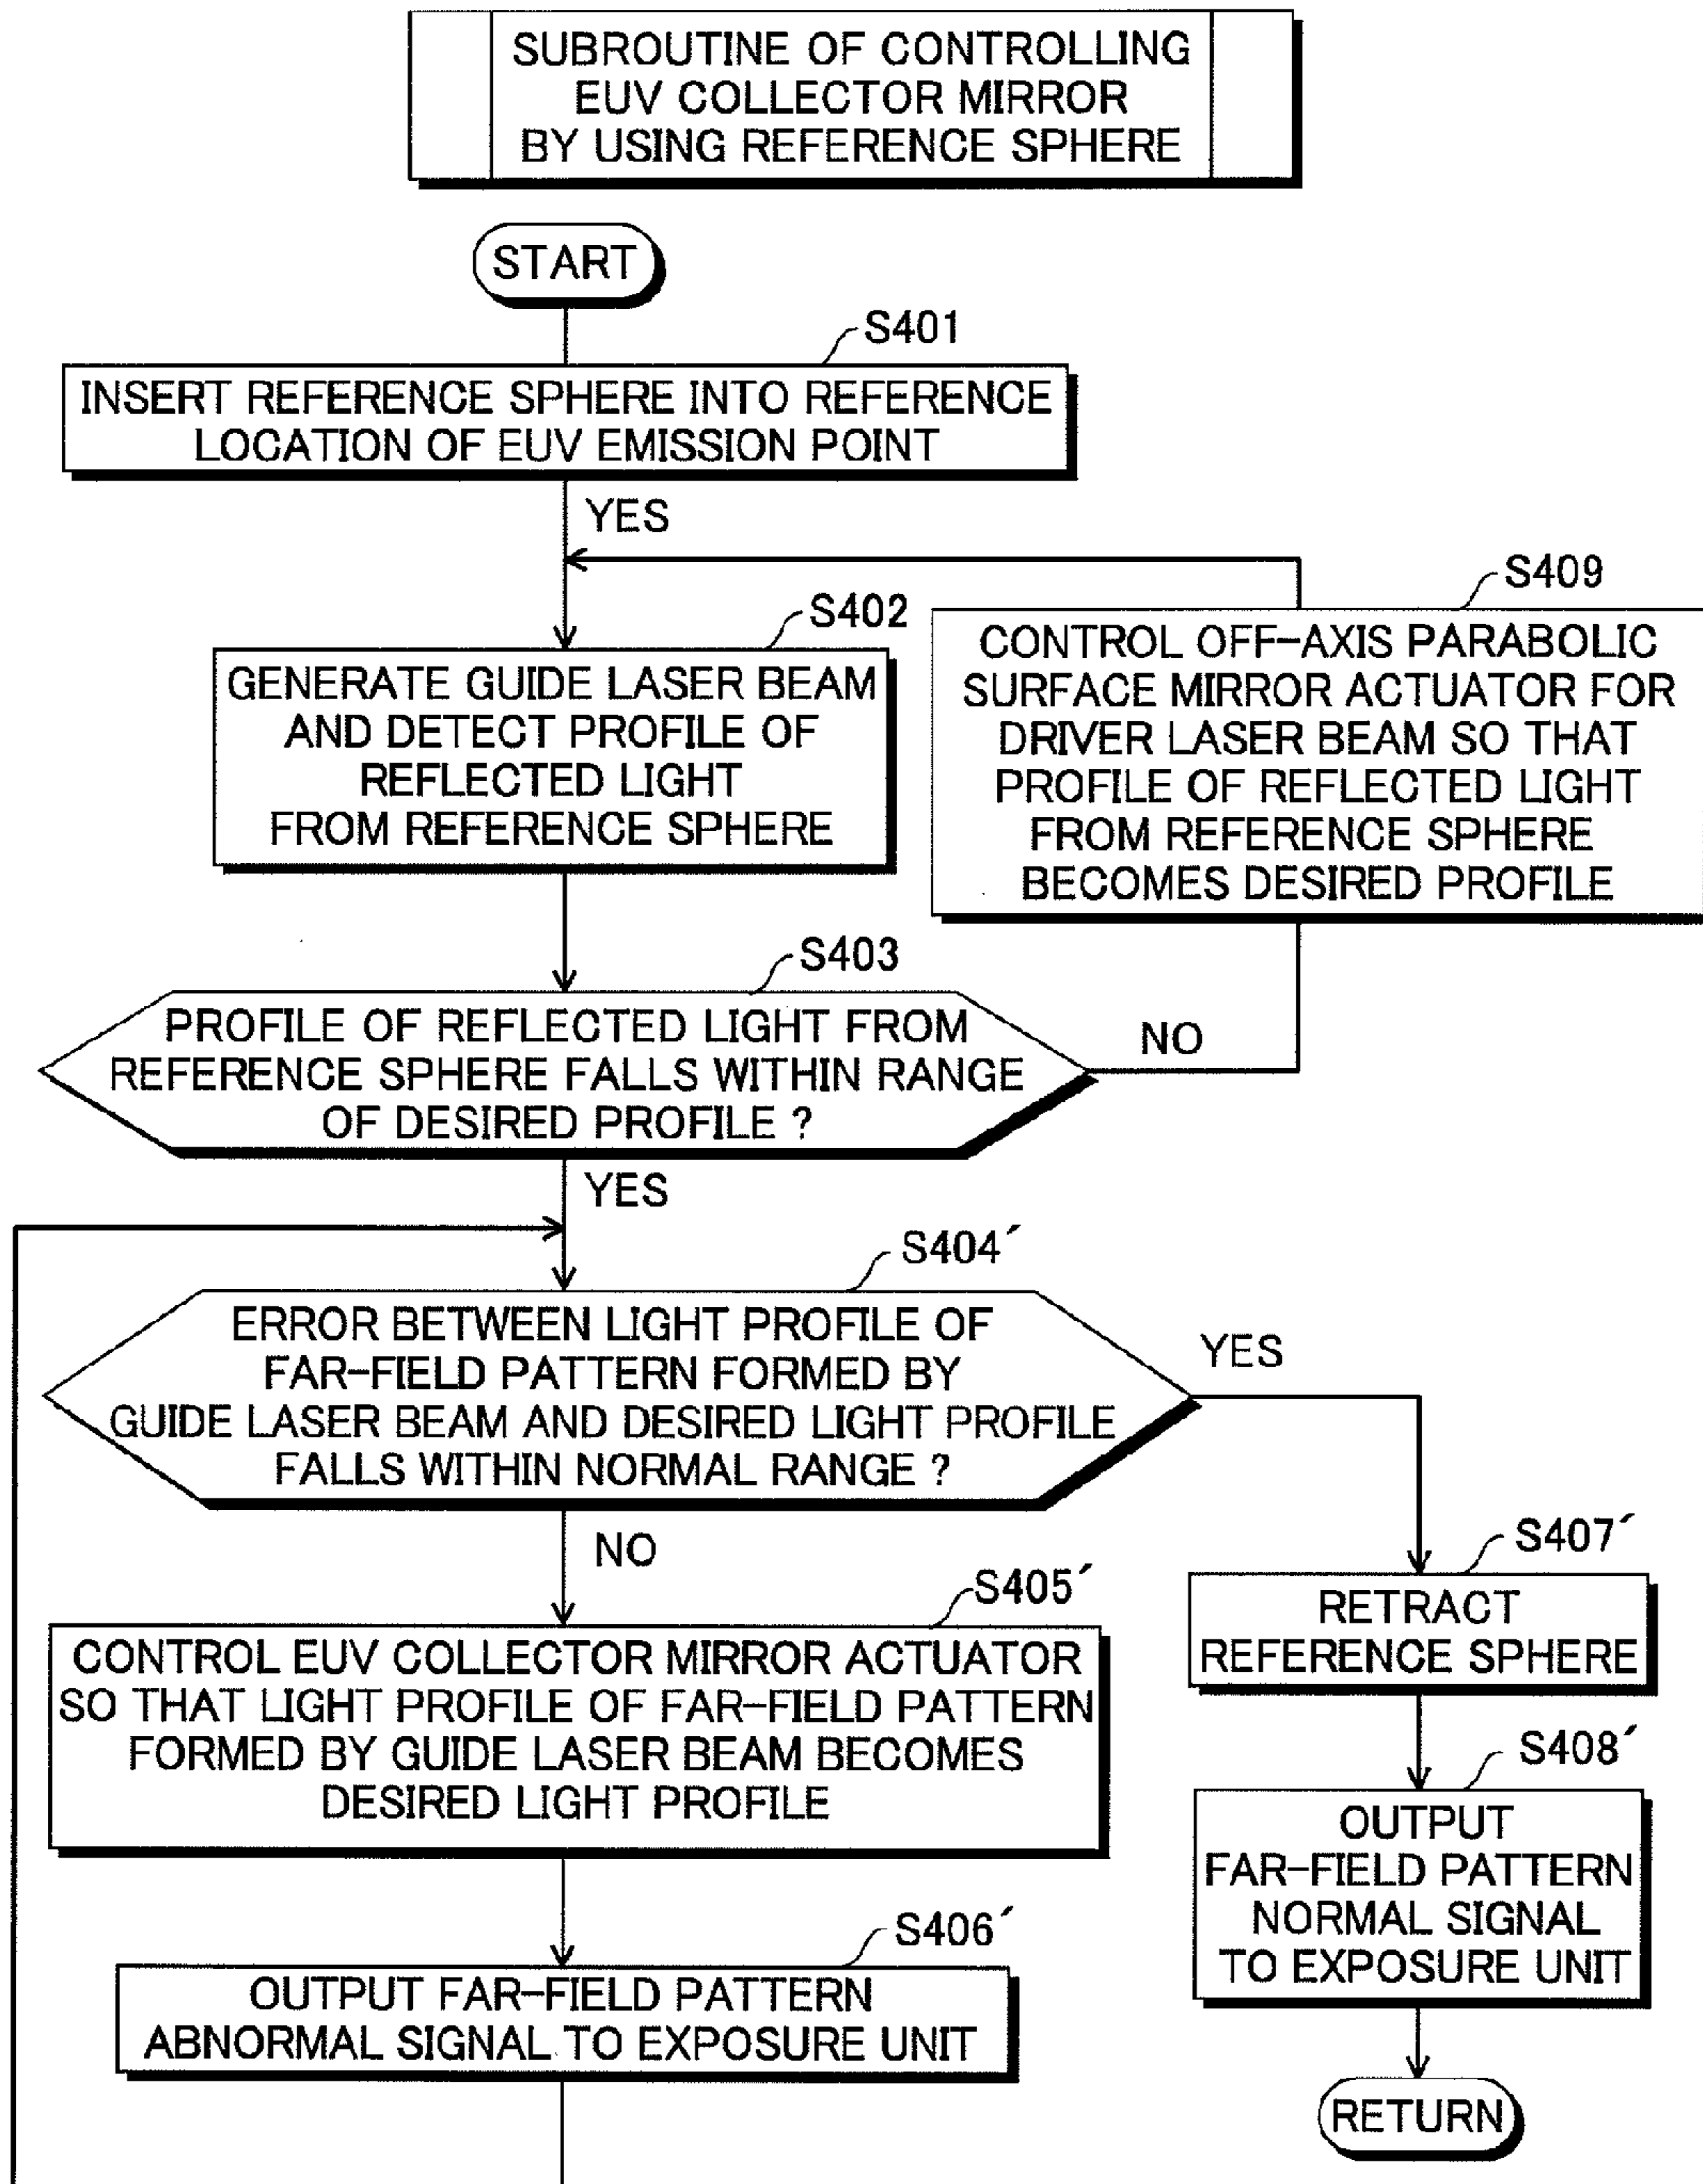 SUBROUTINE OF CONTROLLING
EUV COLLECTOR MIRROR
BY USING REFERENCE SPHERE
START
S401
INSERT REFERENCE SPHERE INTO REFERENCE
LOCATION OF EUV EMISSION POINT
YES
S409
CONTROL OFF-AXIS PARABOLIC
SURFACE MIRROR ACTUATOR FOR
DRIVER LASER BEAM SO THAT
PROFILE OF REFLECTED LIGHT
FROM REFERENCE SPHERE
BECOMES DESIRED PROFILE
S402
GENERATE GUIDE LASER BEAM
AND DETECT PROFILE OF
REFLECTED LIGHT
FROM REFERENCE SPHERE
S403
PROFILE OF REFLECTED LIGHT FROM
REFERENCE SPHERE FALLS WITHIN RANGE
OF DESIRED PROFILE ?
NO
YES
S404´
ERROR BETWEEN LIGHT PROFILE OF
FAR-FIELD PATTERN FORMED BY
GUIDE LASER BEAM AND DESIRED LIGHT PROFILE
FALLS WITHIN NORMAL RANGE ?
YES
NO
S405´
CONTROL EUV COLLECTOR MIRROR ACTUATOR
SO THAT LIGHT PROFILE OF FAR-FIELD PATTERN
FORMED BY GUIDE LASER BEAM BECOMES
DESIRED LIGHT PROFILE
S406´
OUTPUT FAR-FIELD PATTERN
ABNORMAL SIGNAL TO EXPOSURE UNIT
S407´
RETRACT
REFERENCE SPHERE
S408´
OUTPUT
FAR-FIELD PATTERN
NORMAL SIGNAL
TO EXPOSURE UNIT
RETURN